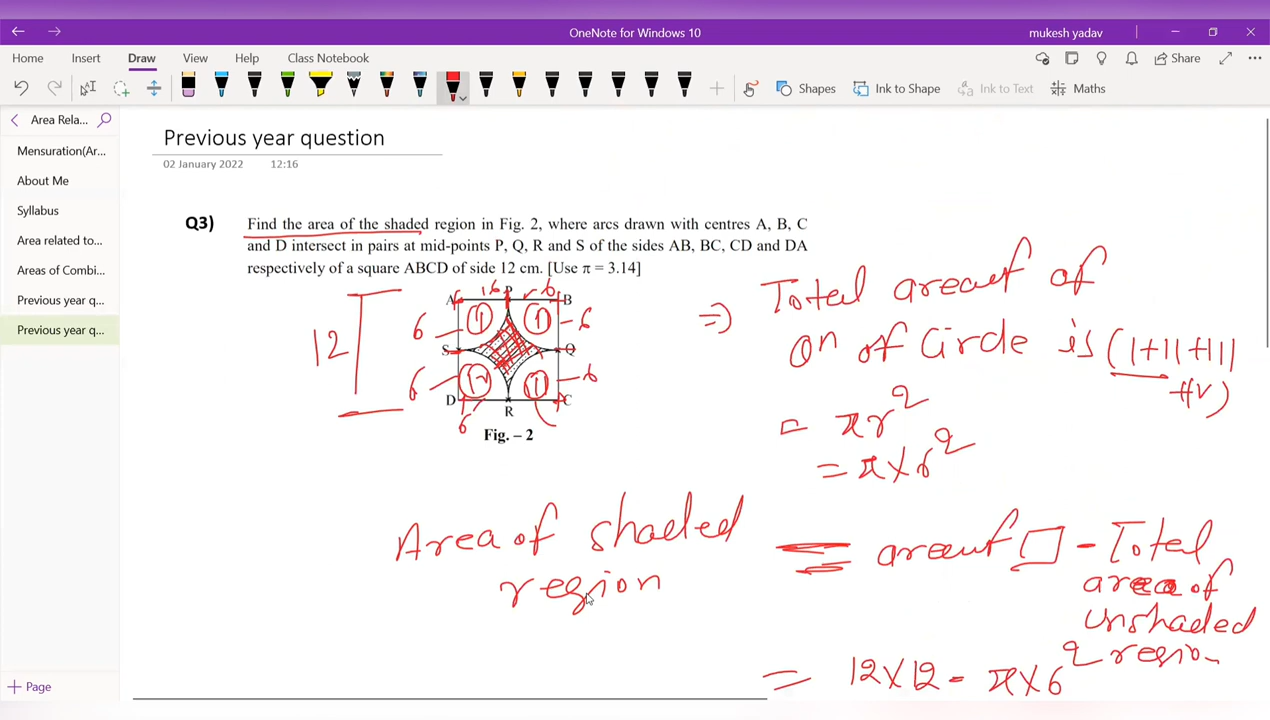 OneNote for Windows 10
mukesh yadav
Home Insert Draw View Help Class Notebook
Share
Shapes Ink to Shape Ink to Text Maths
Area Rela...
Mensuration(Ar...
About Me
Syllabus
Area related to...
Areas of Combi...
Previous year q...
Previous year q...
Page
Previous year question
02 January 2022 12:16
Q3) Find the area of the shaded region in Fig. 2, where arcs drawn with centres A, B, C
and D intersect in pairs at mid-points P, Q, R and S of the sides AB, BC, CD and DA
respectively of a square ABCD of side 12 cm. [Use π = 3.14]
A 6 P 6 B
6 6
12
S Q
6 6
D R C
6
Fig. – 2
⇒ Total area of
of Circle is (I+II+III
+IV)
= πr²
= π×6²
Area of shaded
region
= area of □ - Total
area of
unshaded
region
= 12×12 - π×6²